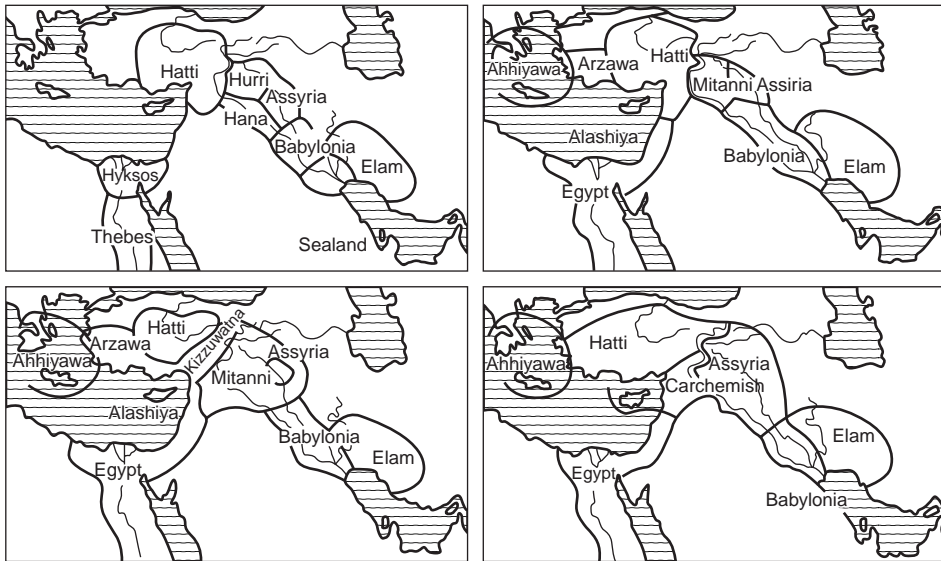 Hatti
Hurri
Assyria
Hana
Babylonia
Elam
Hyksos
Thebes
Sealand
Hatti
Arzawa
Ahhiyawa
Mitanni Assiria
Alashiya
Babylonia
Elam
Egypt
Kizzuwatna
Hatti
Arzawa
Assyria
Ahhiyawa
Mitanni
Alashiya
Babylonia
Elam
Egypt
Hatti
Assyria
Ahhiyawa
Carchemish
Elam
Egypt
Babylonia